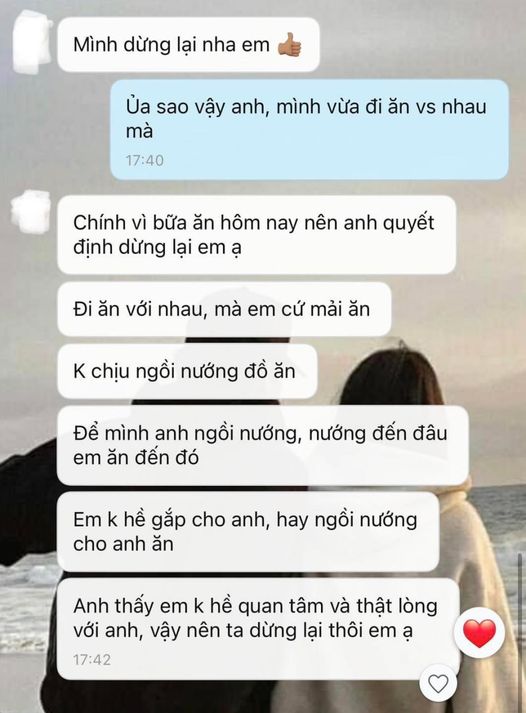 Mình dừng lại nha em 👍🏽
Ủa sao vậy anh, mình vừa đi ăn vs nhau
mà
17:40
Chính vì bữa ăn hôm nay nên anh quyết
định dừng lại em ạ
Đi ăn với nhau, mà em cứ mải ăn
K chịu ngồi nướng đồ ăn
Để mình anh ngồi nướng, nướng đến đâu
em ăn đến đó
Em k hề gắp cho anh, hay ngồi nướng
cho anh ăn
Anh thấy em k hề quan tâm và thật lòng
với anh, vậy nên ta dừng lại thôi em ạ
17:42